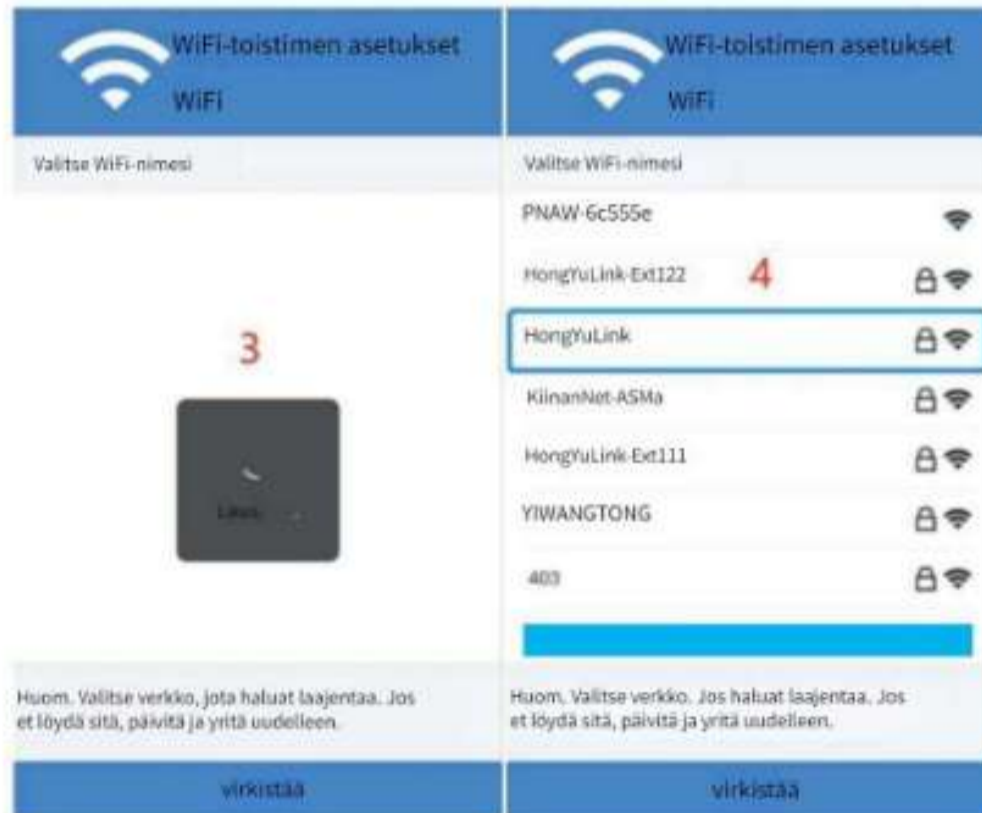 WiFi-toistimen asetukset
WiFi
Valitse WiFi-nimesi
3
Huom. Valitse verkko, jota haluat laajentaa. Jos
et löydä sitä, päivitä ja yritä uudelleen.
virkistää
WiFi-toistimen asetukset
WiFi
Valitse WiFi-nimesi
PNAW-6c555e
HongYuLink-Ext122
4
HongYuLink
KiinanNet-ASMa
HongYuLink-Ext111
YIWANGTONG
403
Huom. Valitse verkko. Jos haluat laajentaa. Jos
et löydä sitä, päivitä ja yritä uudelleen.
virkistää